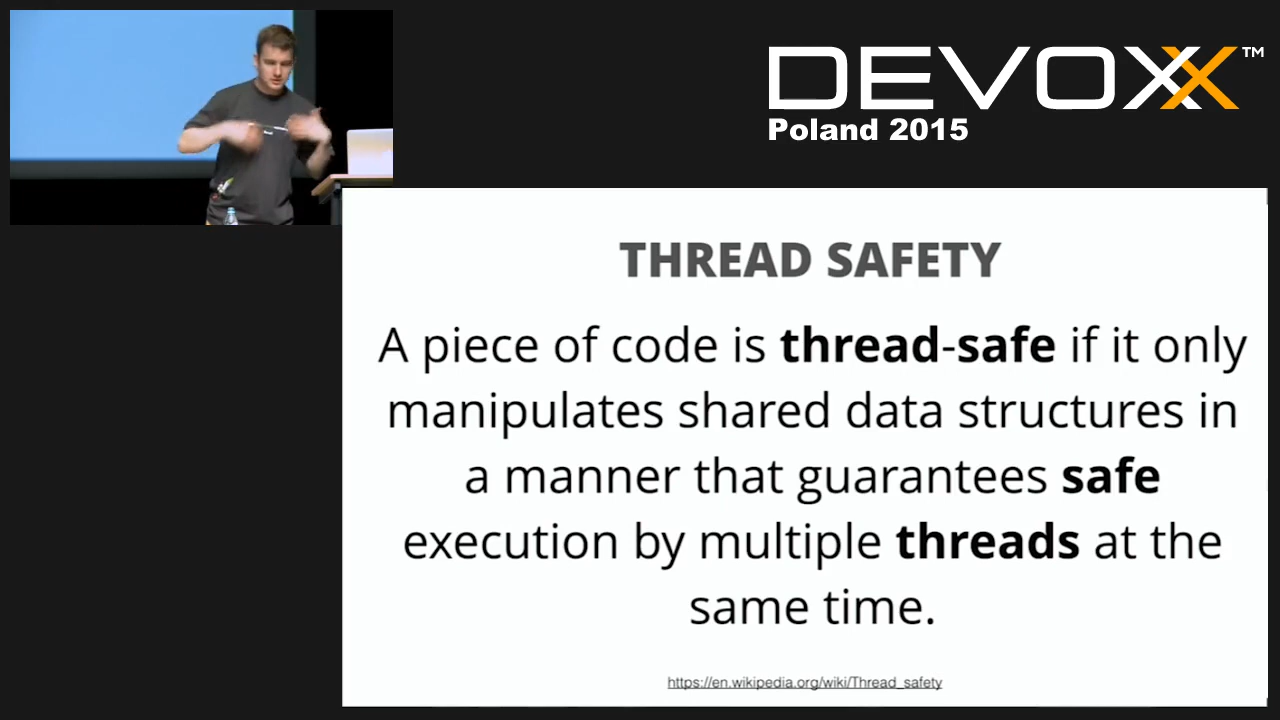 DEVOXX™
Poland 2015
THREAD SAFETY
A piece of code is thread-safe if it only
manipulates shared data structures in
a manner that guarantees safe
execution by multiple threads at the
same time.
https://en.wikipedia.org/wiki/Thread_safety